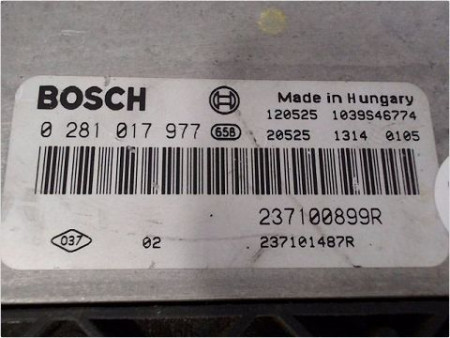 BOSCH Made in Hungary
120525 1039S46774
0 281 017 977 658 20525 1314 0105
237100899R
037 02 237101487R